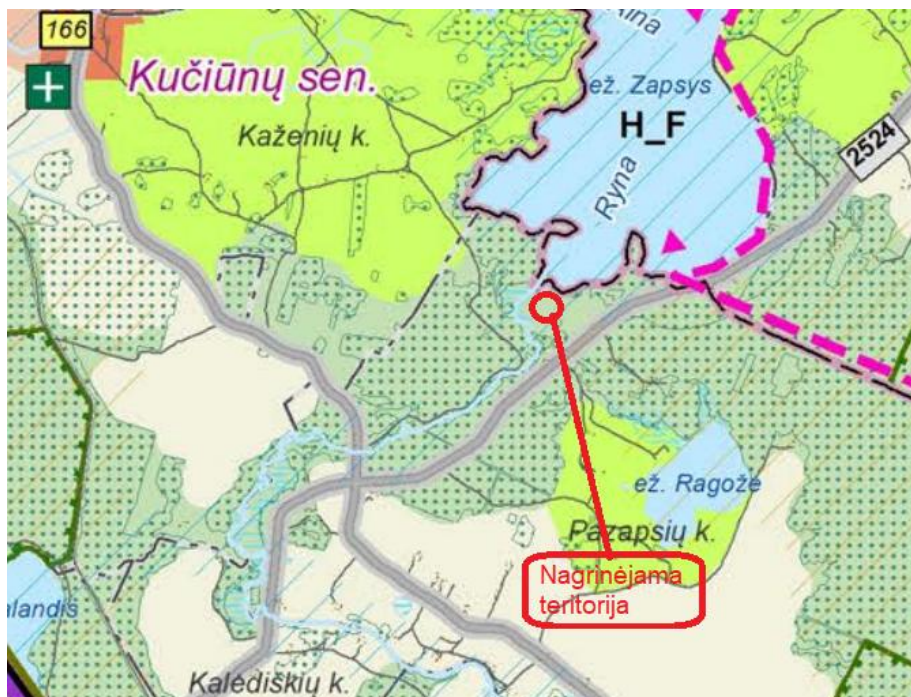 166
Kučiūnų sen.
Kaženių k.
ež. Zapsys
H_F
Ryna
2524
ež. Ragožė
Pazapsių k.
Nagrinėjama
teritorija
Kalėdiškių k.